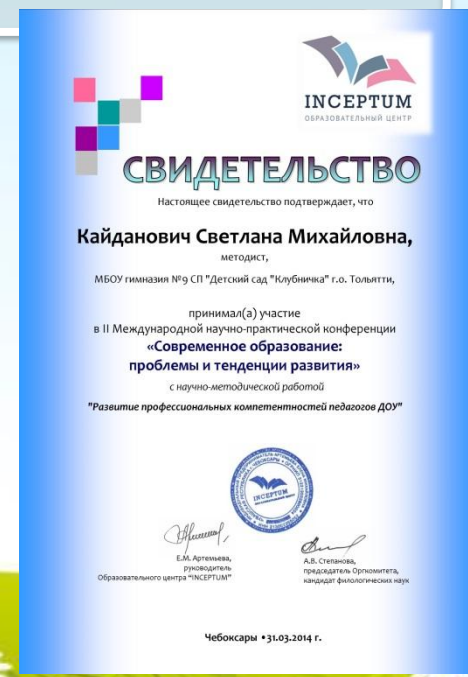 INCEPTUM
ОБРАЗОВАТЕЛЬНЫЙ ЦЕНТР
СВИДЕТЕЛЬСТВО
Настоящее свидетельство подтверждает, что
Кайданович Светлана Михайловна,
методист,
МБОУ гимназия №9 СП "Детский сад "Клубничка" г.о. Тольятти,
принимал(а) участие
в II Международной научно-практической конференции
«Современное образование:
проблемы и тенденции развития»
с научно-методической работой
"Развитие профессиональных компетентностей педагогов ДОУ"
INCEPTUM
Е.М. Артемьева,
руководитель
Образовательного центра "INCEPTUM"
А.В. Степанова,
председатель Оргкомитета,
кандидат филологических наук
Чебоксары •31.03.2014 г.